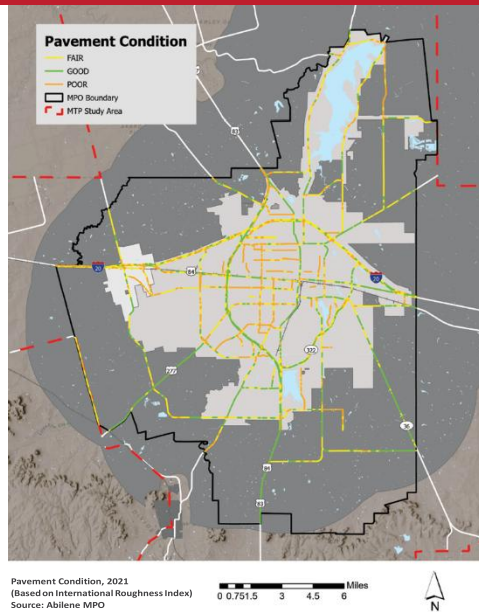 Pavement Condition
FAIR
GOOD
POOR
MPO Boundary
MTP Study Area
83
20
84
20
322
277
36
84
83
Pavement Condition, 2021
(Based on International Roughness Index)
Source: Abilene MPO
0 0.751.5 3 4.5 6 Miles
N